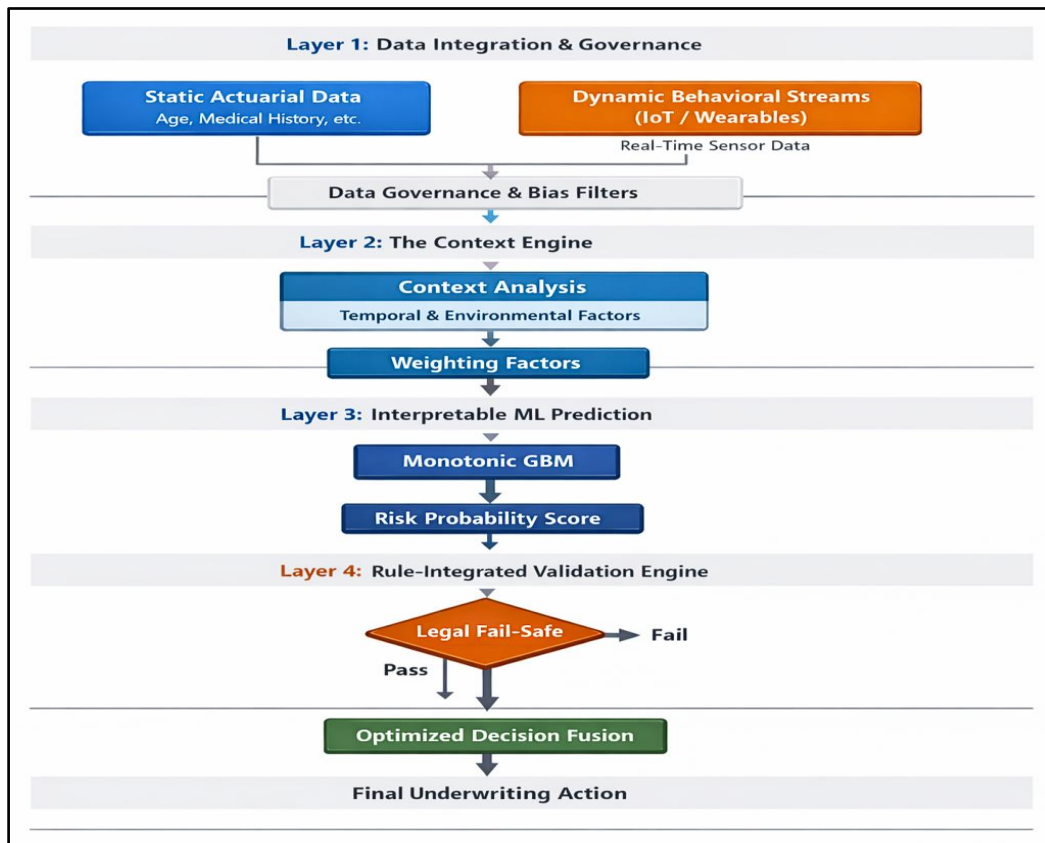 Layer 1: Data Integration & Governance
Static Actuarial Data
Age, Medical History, etc.
Dynamic Behavioral Streams
(IoT / Wearables)
Real-Time Sensor Data
Data Governance & Bias Filters
Layer 2: The Context Engine
Context Analysis
Temporal & Environmental Factors
Weighting Factors
Layer 3: Interpretable ML Prediction
Monotonic GBM
Risk Probability Score
Layer 4: Rule-Integrated Validation Engine
Legal Fail-Safe
Fail
Pass
Optimized Decision Fusion
Final Underwriting Action